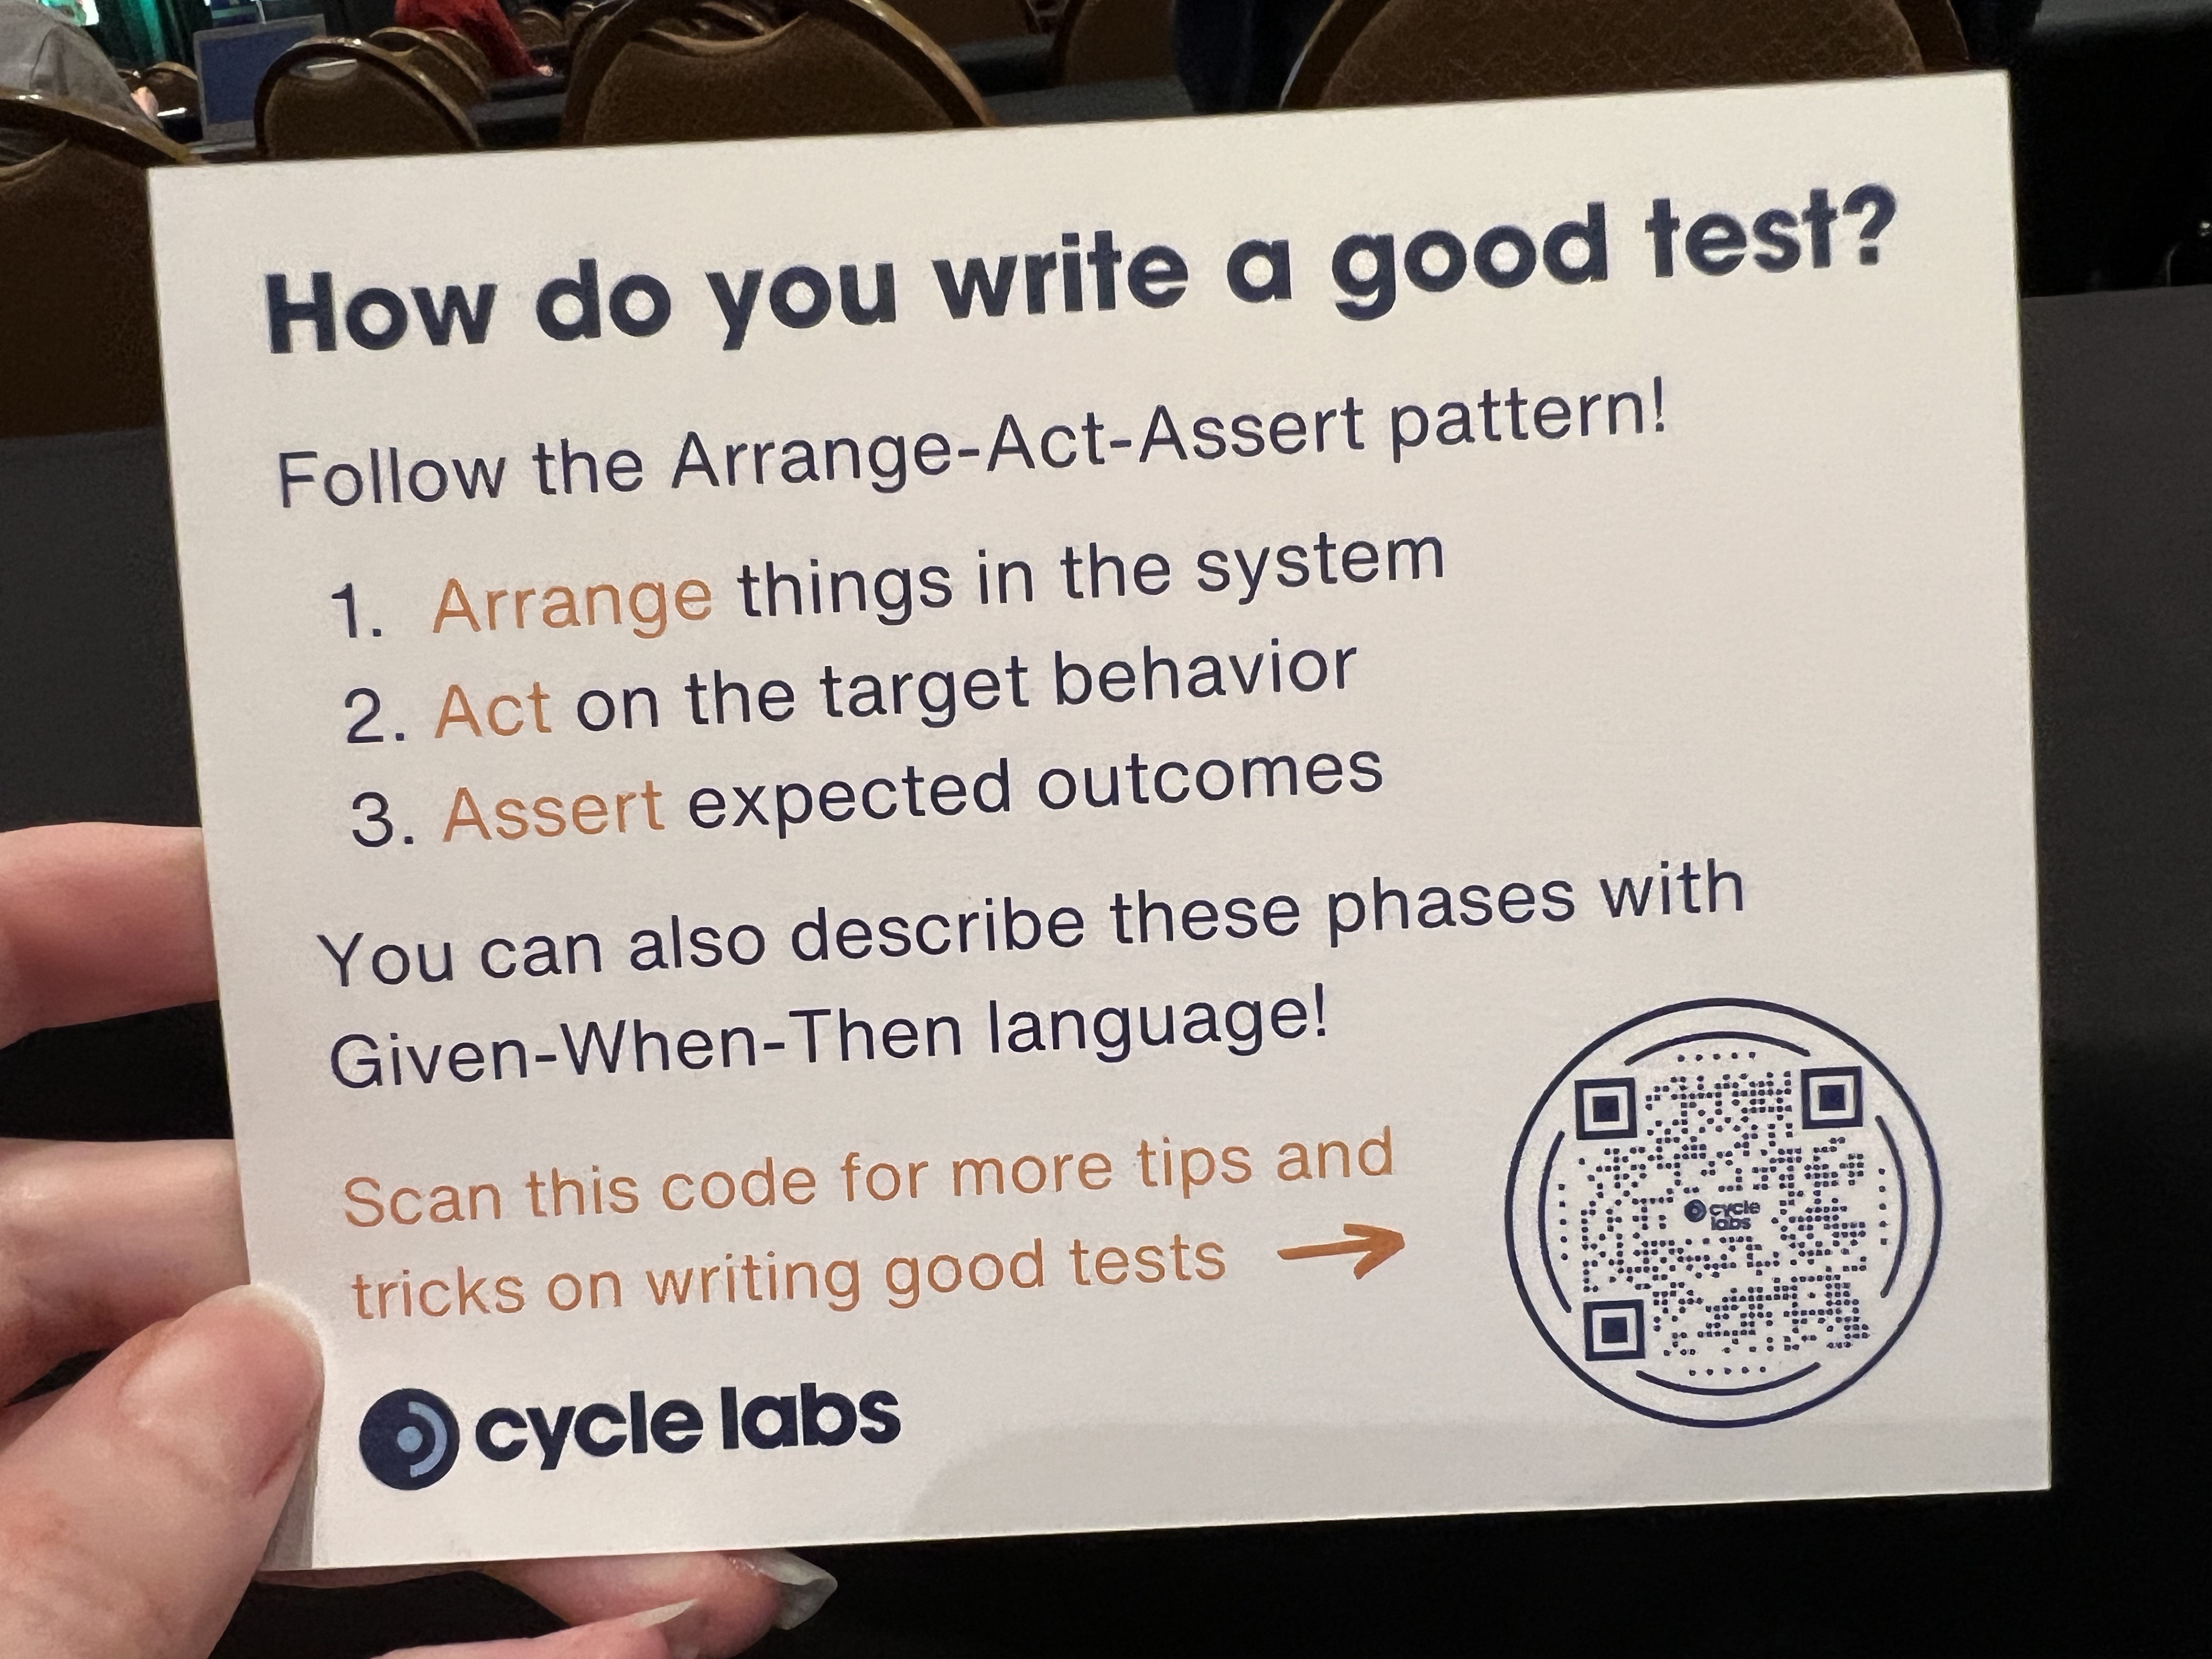 How do you write a good test?
Follow the Arrange-Act-Assert pattern!
1. Arrange things in the system
2. Act on the target behavior
3. Assert expected outcomes
You can also describe these phases with
Given-When-Then language!
Scan this code for more tips and
tricks on writing good tests →
cycle
labs
cycle labs